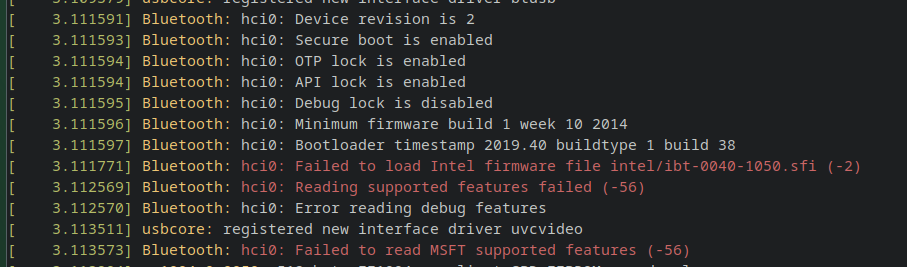 3.109379] usbcore: registered new interface driver btusb
[    3.111591] Bluetooth: hci0: Device revision is 2
[    3.111593] Bluetooth: hci0: Secure boot is enabled
[    3.111594] Bluetooth: hci0: OTP lock is enabled
[    3.111594] Bluetooth: hci0: API lock is enabled
[    3.111595] Bluetooth: hci0: Debug lock is disabled
[    3.111596] Bluetooth: hci0: Minimum firmware build 1 week 10 2014
[    3.111597] Bluetooth: hci0: Bootloader timestamp 2019.40 buildtype 1 build 38
[    3.111771] Bluetooth: hci0: Failed to load Intel firmware file intel/ibt-0040-1050.sfi (-2)
[    3.112569] Bluetooth: hci0: Reading supported features failed (-56)
[    3.112570] Bluetooth: hci0: Error reading debug features
[    3.113511] usbcore: registered new interface driver uvcvideo
[    3.113573] Bluetooth: hci0: Failed to read MSFT supported features (-56)